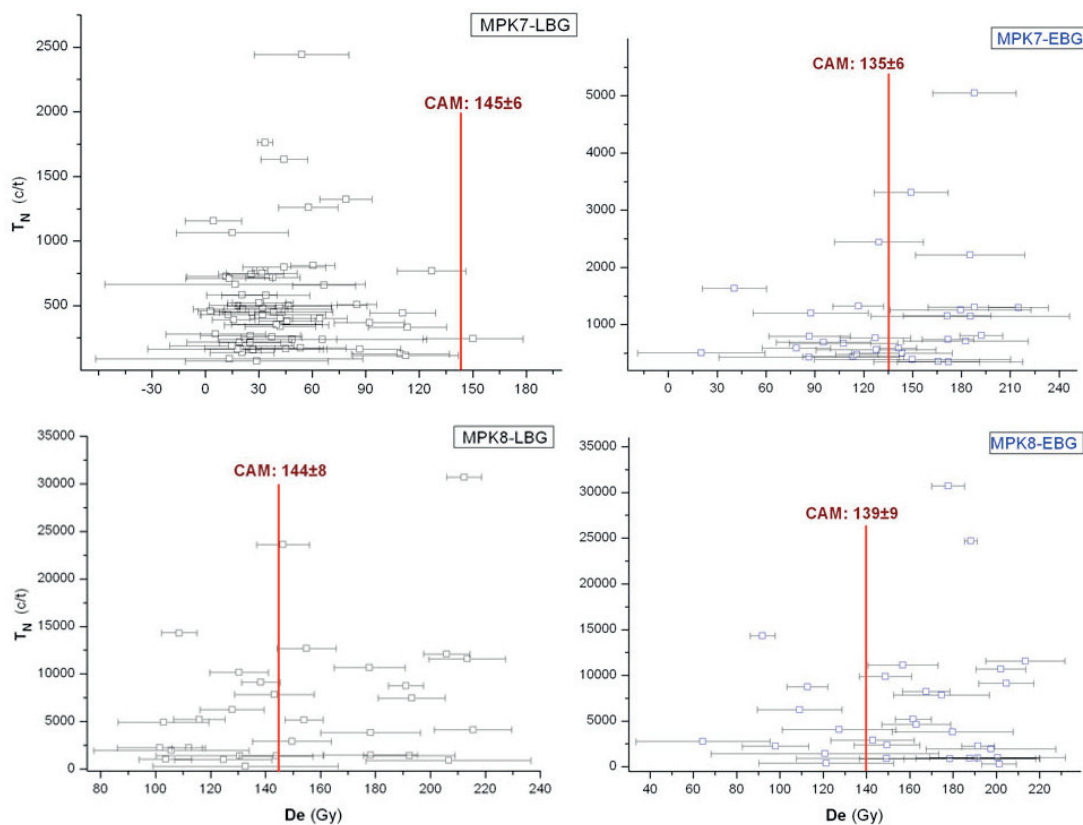 MPK7-LBG
CAM: 145±6
2500
2000
1500
1000
500
T_N (c/t)
-30 0 30 60 90 120 150 180
MPK7-EBG
CAM: 135±6
5000
4000
3000
2000
1000
0 30 60 90 120 150 180 210 240
MPK8-LBG
CAM: 144±8
35000
30000
25000
20000
15000
10000
5000
0
T_N (c/t)
80 100 120 140 160 180 200 220 240
De (Gy)
MPK8-EBG
CAM: 139±9
35000
30000
25000
20000
15000
10000
5000
0
40 60 80 100 120 140 160 180 200 220
De (Gy)